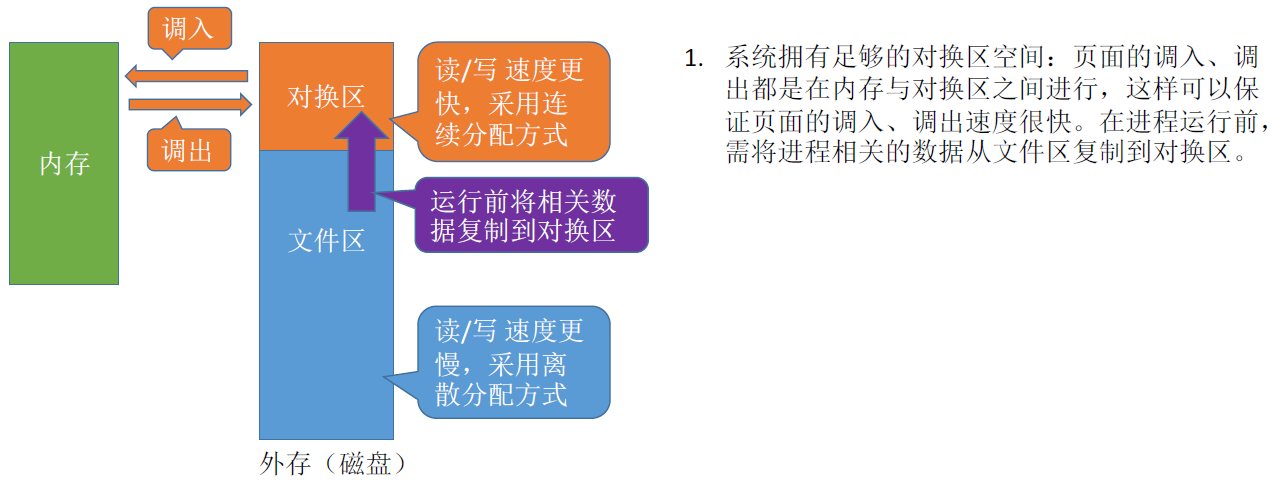 调入
调出
内存
对换区
文件区
外存（磁盘）
读/写 速度更
快，采用连
续分配方式
运行前将相关数
据复制到对换区
读/写 速度更
慢，采用离
散分配方式
1. 系统拥有足够的对换区空间：页面的调入、调
出都是在内存与对换区之间进行，这样可以保
证页面的调入、调出速度很快。在进程运行前，
需将进程相关的数据从文件区复制到对换区。